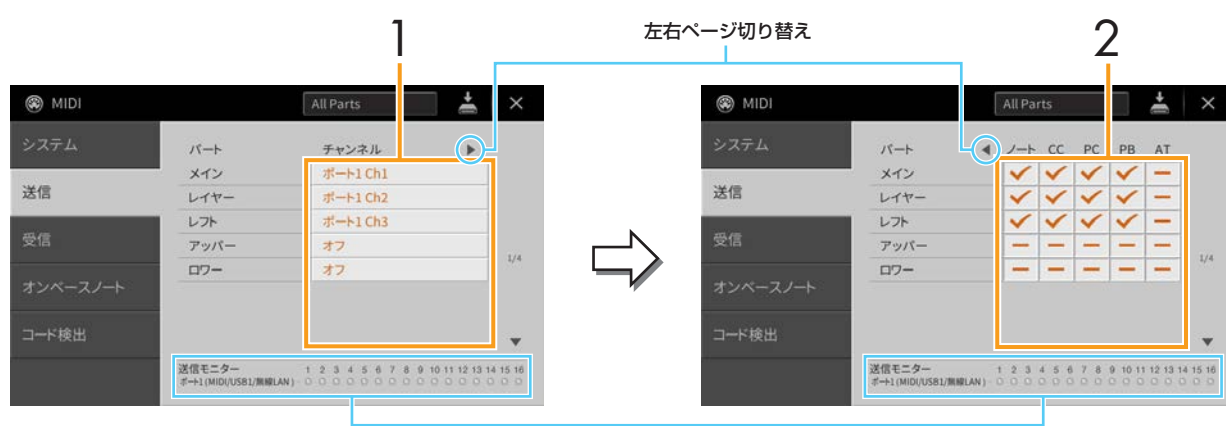 1
左右ページ切り替え
2
MIDI
All Parts
システム
送信
受信
オンベースノート
コード検出
パート チャンネル
メイン ポート1 Ch1
レイヤー ポート1 Ch2
レフト ポート1 Ch3
アッパー オフ
ロワー オフ
1/4
送信モニター 1 2 3 4 5 6 7 8 9 10 11 12 13 14 15 16
ポート1 (MIDI/USB1/無線LAN)
MIDI
All Parts
システム
送信
受信
オンベースノート
コード検出
パート ノート CC PC PB AT
メイン
レイヤー
レフト
アッパー
ロワー
1/4
送信モニター 1 2 3 4 5 6 7 8 9 10 11 12 13 14 15 16
ポート1 (MIDI/USB1/無線LAN)